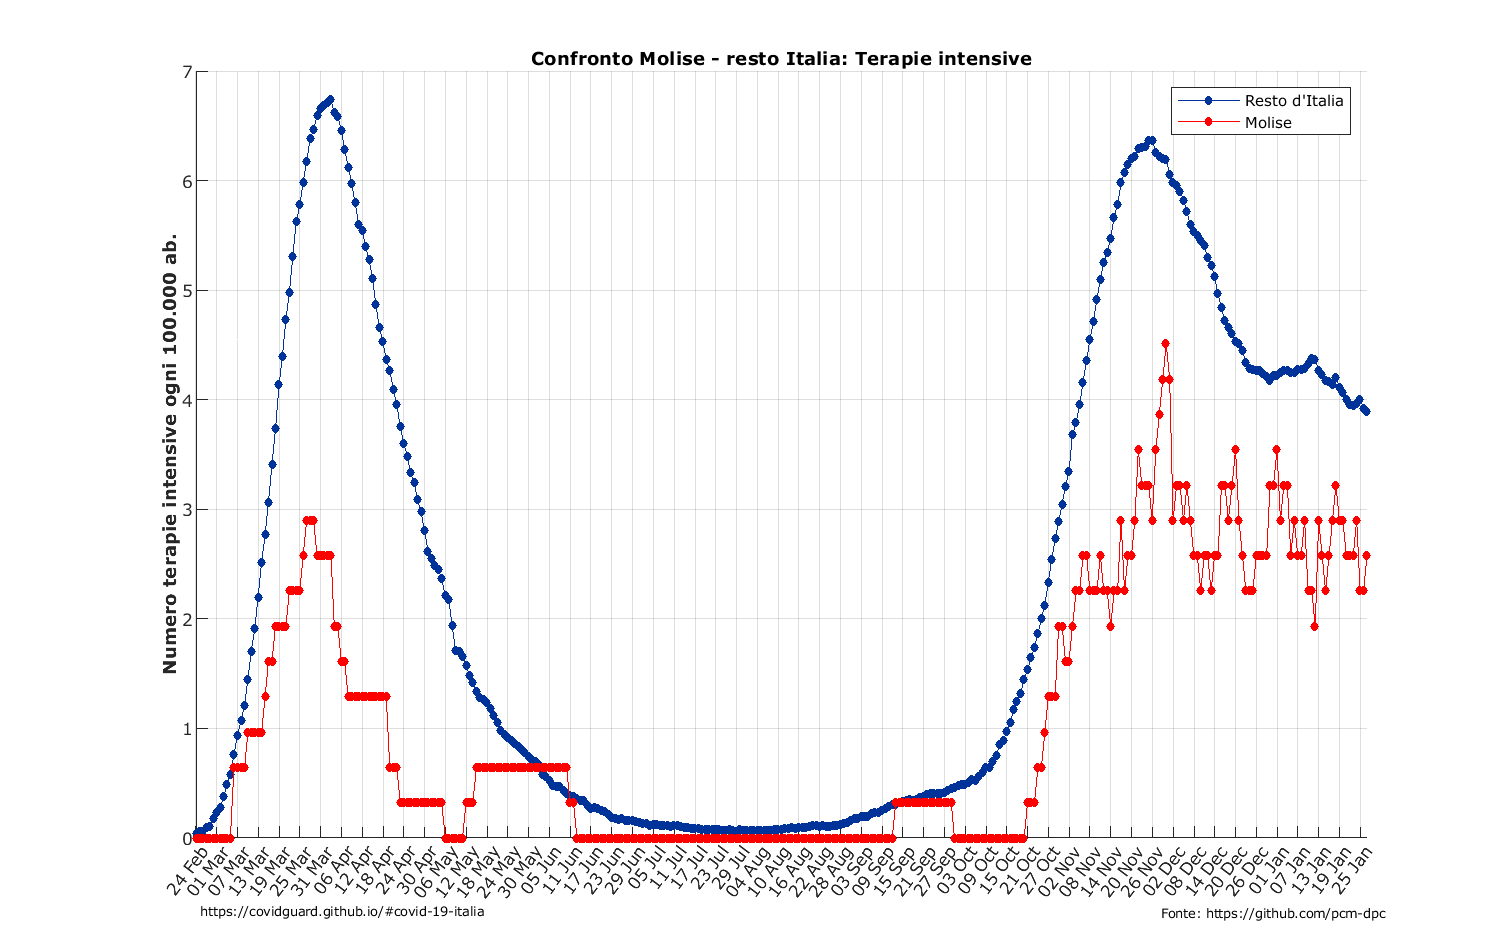 Confronto Molise - resto Italia: Terapie intensive
Resto d'Italia
Molise
Numero terapie intensive ogni 100.000 ab.
7
6
5
4
3
2
1
0
24 Feb
01 Mar
07 Mar
13 Mar
19 Mar
25 Mar
31 Mar
06 Apr
12 Apr
18 Apr
24 Apr
30 Apr
06 May
12 May
18 May
24 May
30 May
05 Jun
11 Jun
17 Jun
23 Jun
29 Jun
05 Jul
11 Jul
17 Jul
23 Jul
29 Jul
04 Aug
10 Aug
16 Aug
22 Aug
28 Aug
03 Sep
09 Sep
15 Sep
21 Sep
27 Sep
03 Oct
09 Oct
15 Oct
21 Oct
27 Oct
02 Nov
08 Nov
14 Nov
20 Nov
26 Nov
02 Dec
08 Dec
14 Dec
20 Dec
26 Dec
01 Jan
07 Jan
13 Jan
19 Jan
25 Jan
https://covidguard.github.io/#covid-19-italia
Fonte: https://github.com/pcm-dpc